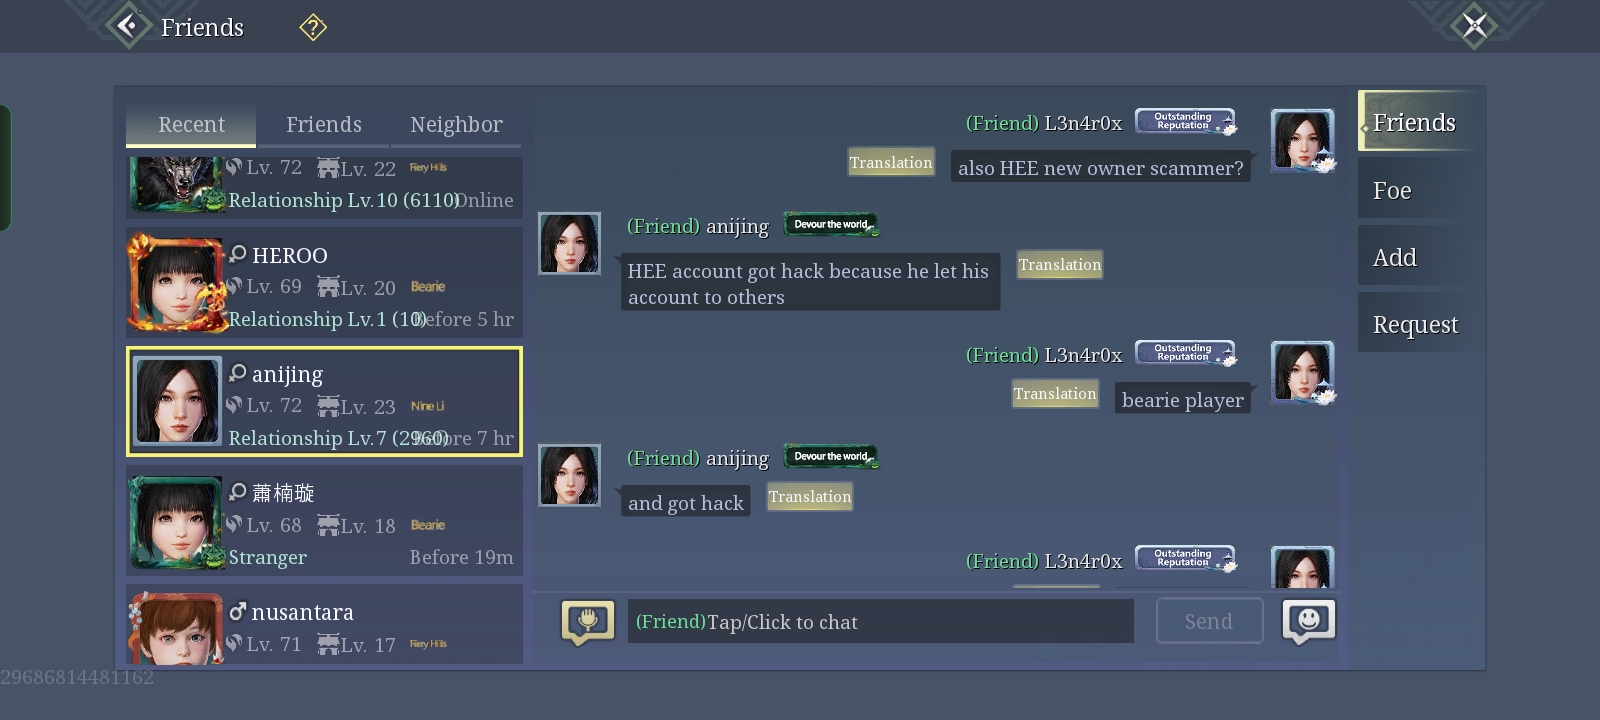 Friends
?
Recent
Friends
Neighbor
Lv. 72
Lv. 22
Fiery Hills
Relationship Lv.10 (6110)
Online
HEROO
Lv. 69
Lv. 20
Bearie
Relationship Lv.1 (10)
Before 5 hr
anijing
Lv. 72
Lv. 23
Nine Li
Relationship Lv.7 (2960)
Before 7 hr
蕭楠璇
Lv. 68
Lv. 18
Bearie
Stranger
Before 19m
nusantara
Lv. 71
Lv. 17
Fiery Hills
(Friend) L3n4r0x
Outstanding
Reputation
Translation
also HEE new owner scammer?
(Friend) anijing
Devour the world
HEE account got hack because he let his
account to others
Translation
(Friend) L3n4r0x
Outstanding
Reputation
Translation
bearie player
(Friend) anijing
Devour the world
and got hack
Translation
(Friend) L3n4r0x
Outstanding
Reputation
(Friend)Tap/Click to chat
Send
Friends
Foe
Add
Request
29686814481162